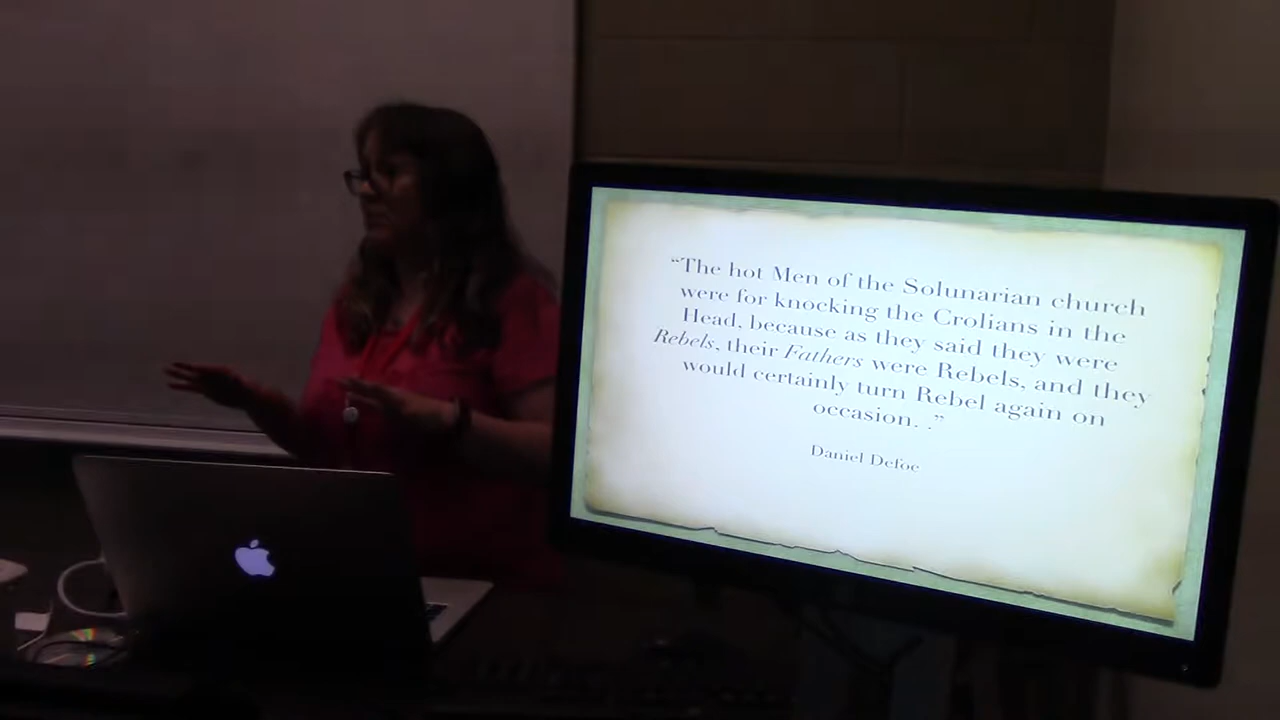 “The hot Men of the Solunarian church
were for knocking the Crolians in the
Head, because as they said they were
Rebels, their Fathers were Rebels, and they
would certainly turn Rebel again on
occasion. .”
Daniel Defoe